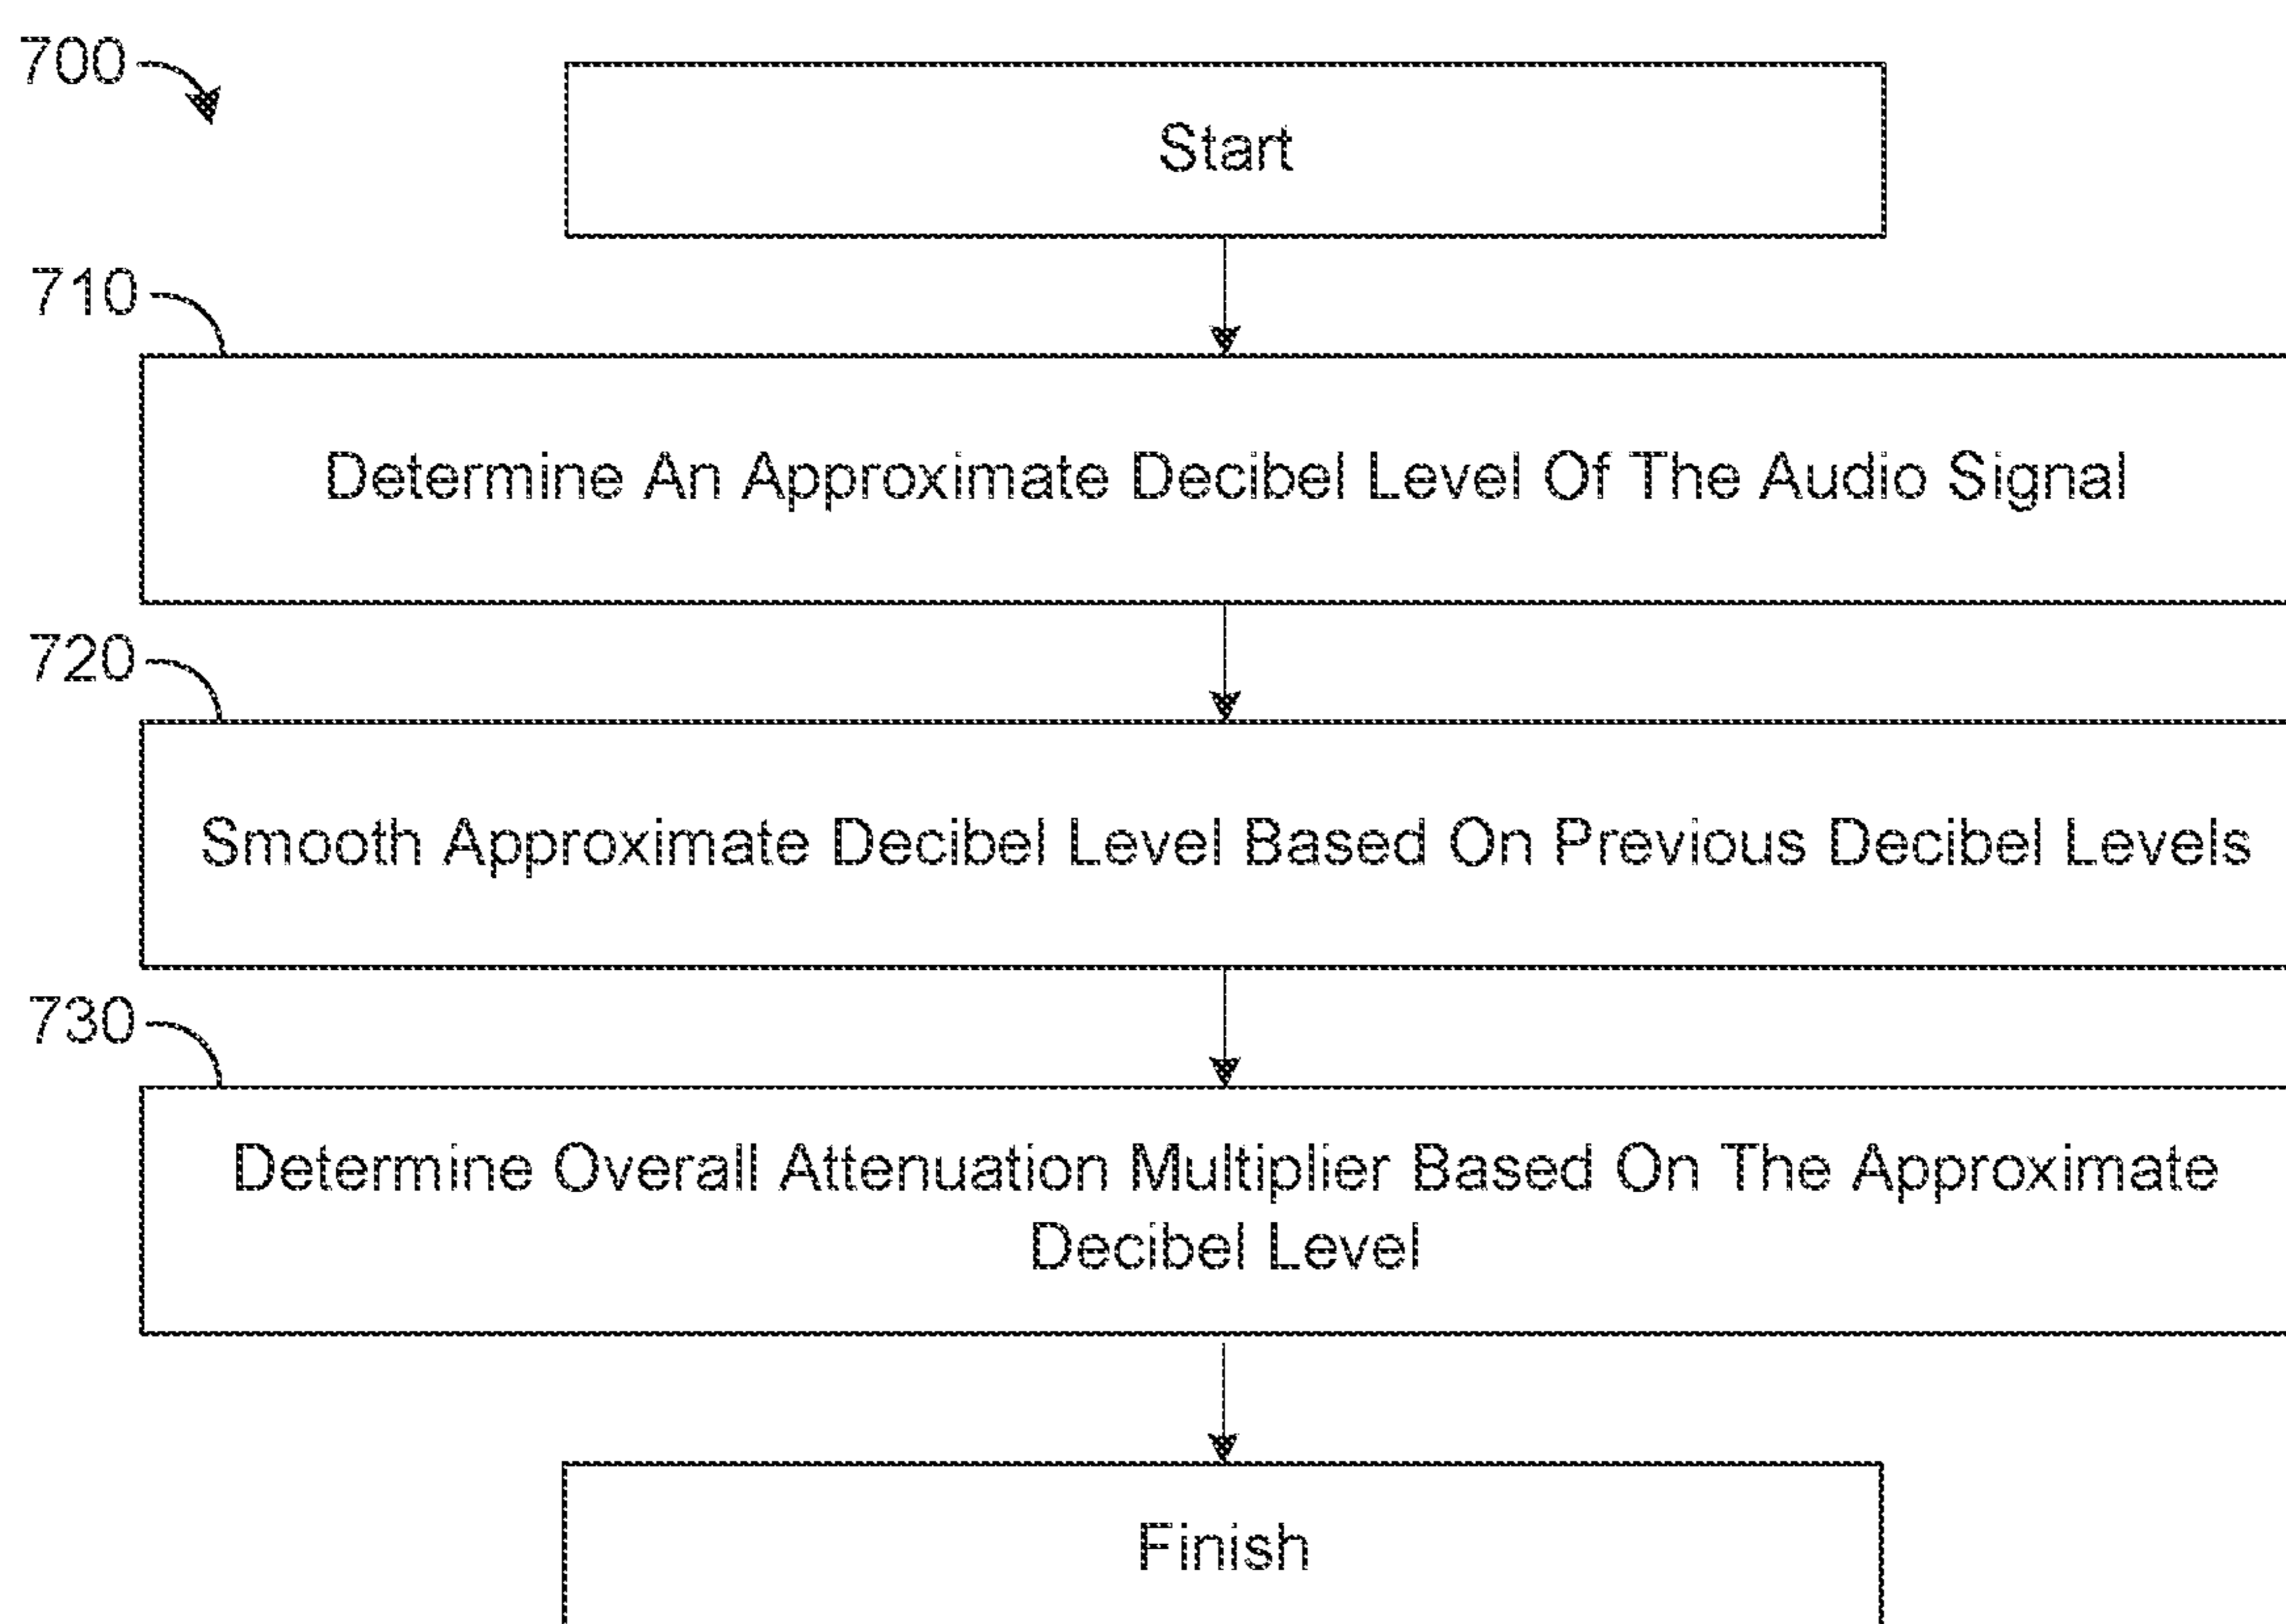 700
Start
710
Determine An Approximate Decibel Level Of The Audio Signal
720
Smooth Approximate Decibel Level Based On Previous Decibel Levels
730
Determine Overall Attenuation Multiplier Based On The Approximate
Decibel Level
Finish